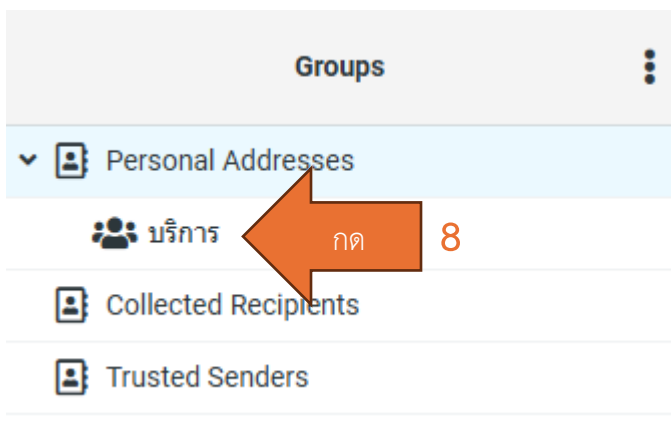 Groups
Personal Addresses
บริการ กด 8
Collected Recipients
Trusted Senders